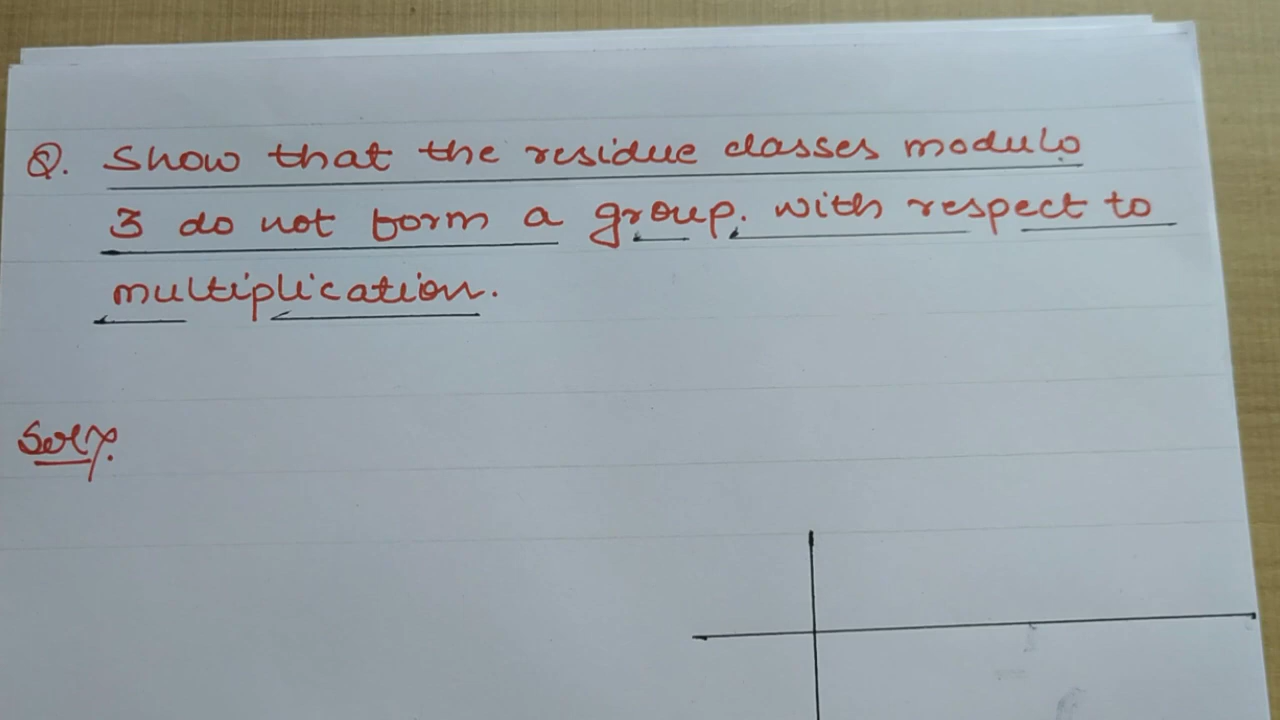 Q. Show that the residue classes modulo
3 do not form a group. with respect to
multiplication.
Soln.